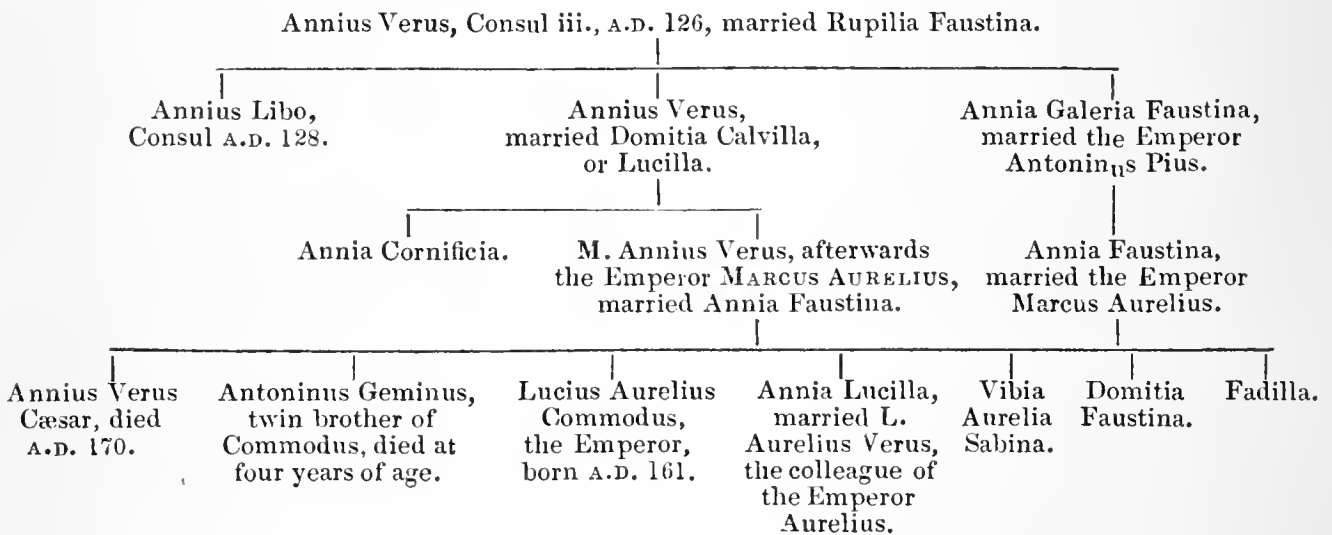 Annius Verus, Consul iii., A.D. 126, married Rupilia Faustina.
Annius Libo,
Consul A.D. 128.
Annius Verus,
married Domitia Calvilla,
or Lucilla.
Annia Galeria Faustina,
married the Emperor
Antoninus Pius.
Annia Cornificia.
M. Annius Verus, afterwards
the Emperor MARCUS AURELIUS,
married Annia Faustina.
Annia Faustina,
married the Emperor
Marcus Aurelius.
Annius Verus
Cæsar, died
A.D. 170.
Antoninus Geminus,
twin brother of
Commodus, died at
four years of age.
Lucius Aurelius
Commodus,
the Emperor,
born A.D. 161.
Annia Lucilla,
married L.
Aurelius Verus,
the colleague of
the Emperor
Aurelius.
Vibia
Aurelia
Sabina.
Domitia
Faustina.
Fadilla.